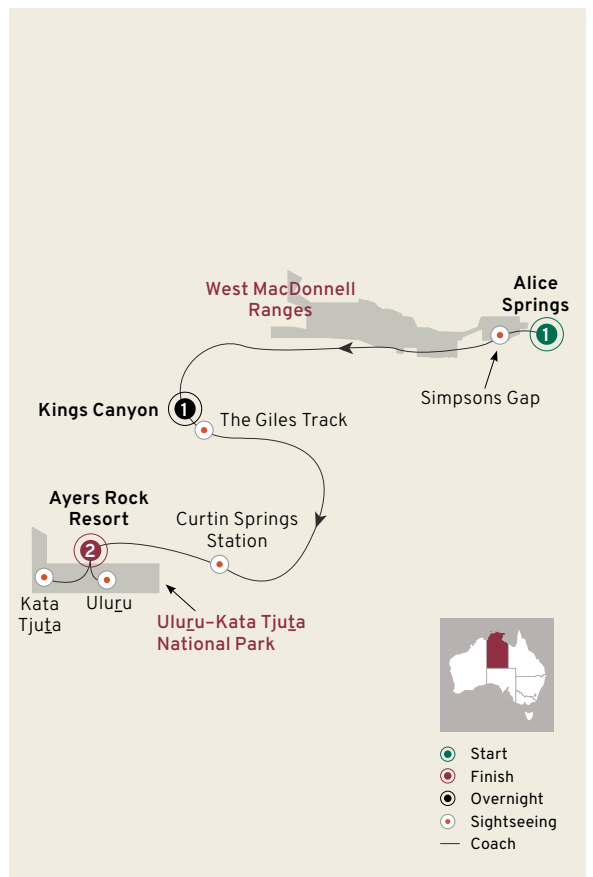 West MacDonnell
Ranges
Alice
Springs
1
Simpsons Gap
Kings Canyon
1
The Giles Track
Ayers Rock
Resort
2
Curtin Springs
Station
Kata
Tjuṯa
Uluṟu
Uluṟu–Kata Tjuṯa
National Park
Start
Finish
Overnight
Sightseeing
Coach